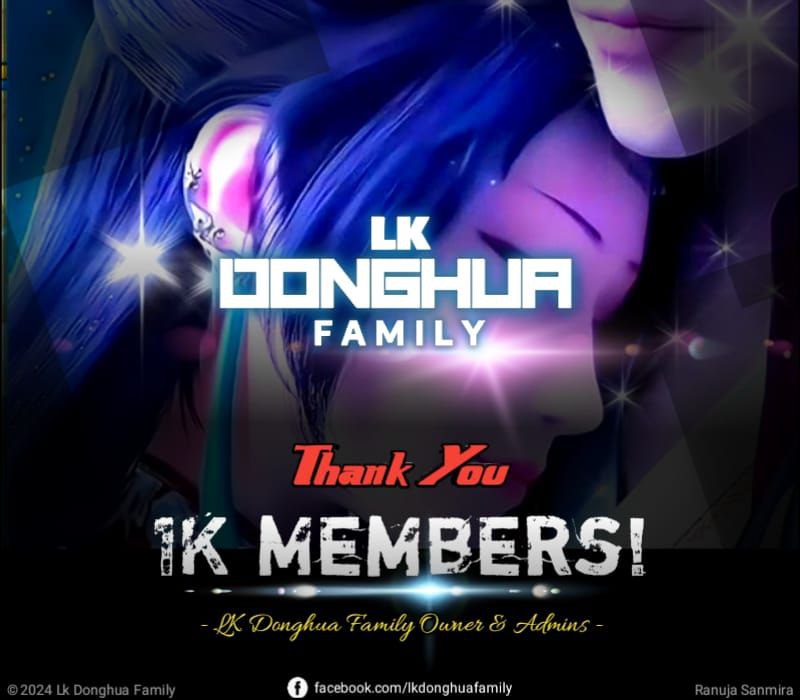 LK
DONGHUA
FAMILY
Thank You
1K MEMBERS!
- LK Donghua Family Owner & Admins -
©2024 Lk Donghua Family
facebook.com/lkdonghuafamily
Ranuja Sanmira